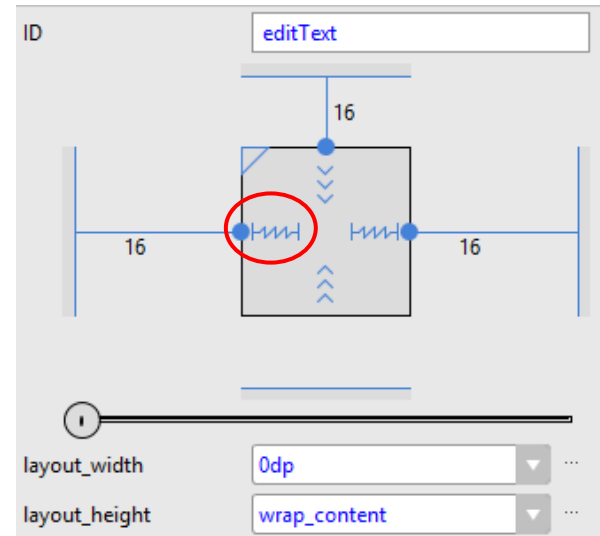 ID editText
16
16 16
layout_width 0dp ...
layout_height wrap_content ...